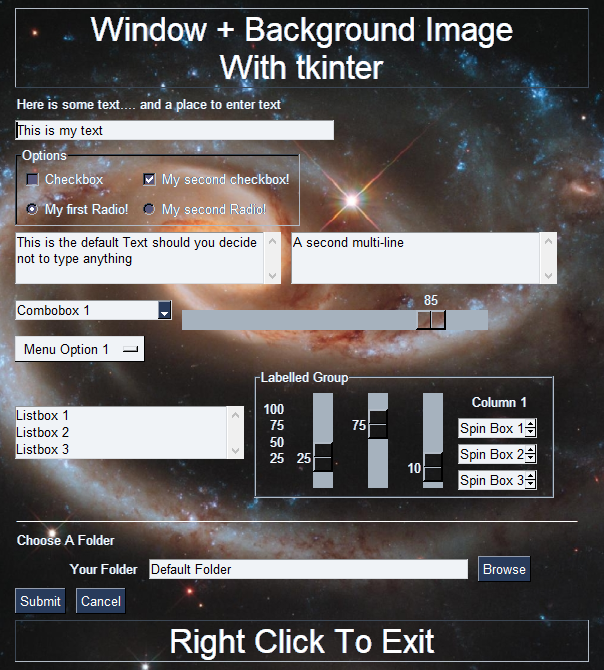 Window + Background Image
With tkinter
Here is some text.... and a place to enter text
This is my text
Options
Checkbox
My second checkbox!
My first Radio!
My second Radio!
This is the default Text should you decide
not to type anything
A second multi-line
Combobox 1
85
Menu Option 1
Listbox 1
Listbox 2
Listbox 3
Labelled Group
100
75
50
25
25
75
10
Column 1
Spin Box 1
Spin Box 2
Spin Box 3
Choose A Folder
Your Folder
Default Folder
Browse
Submit
Cancel
Right Click To Exit